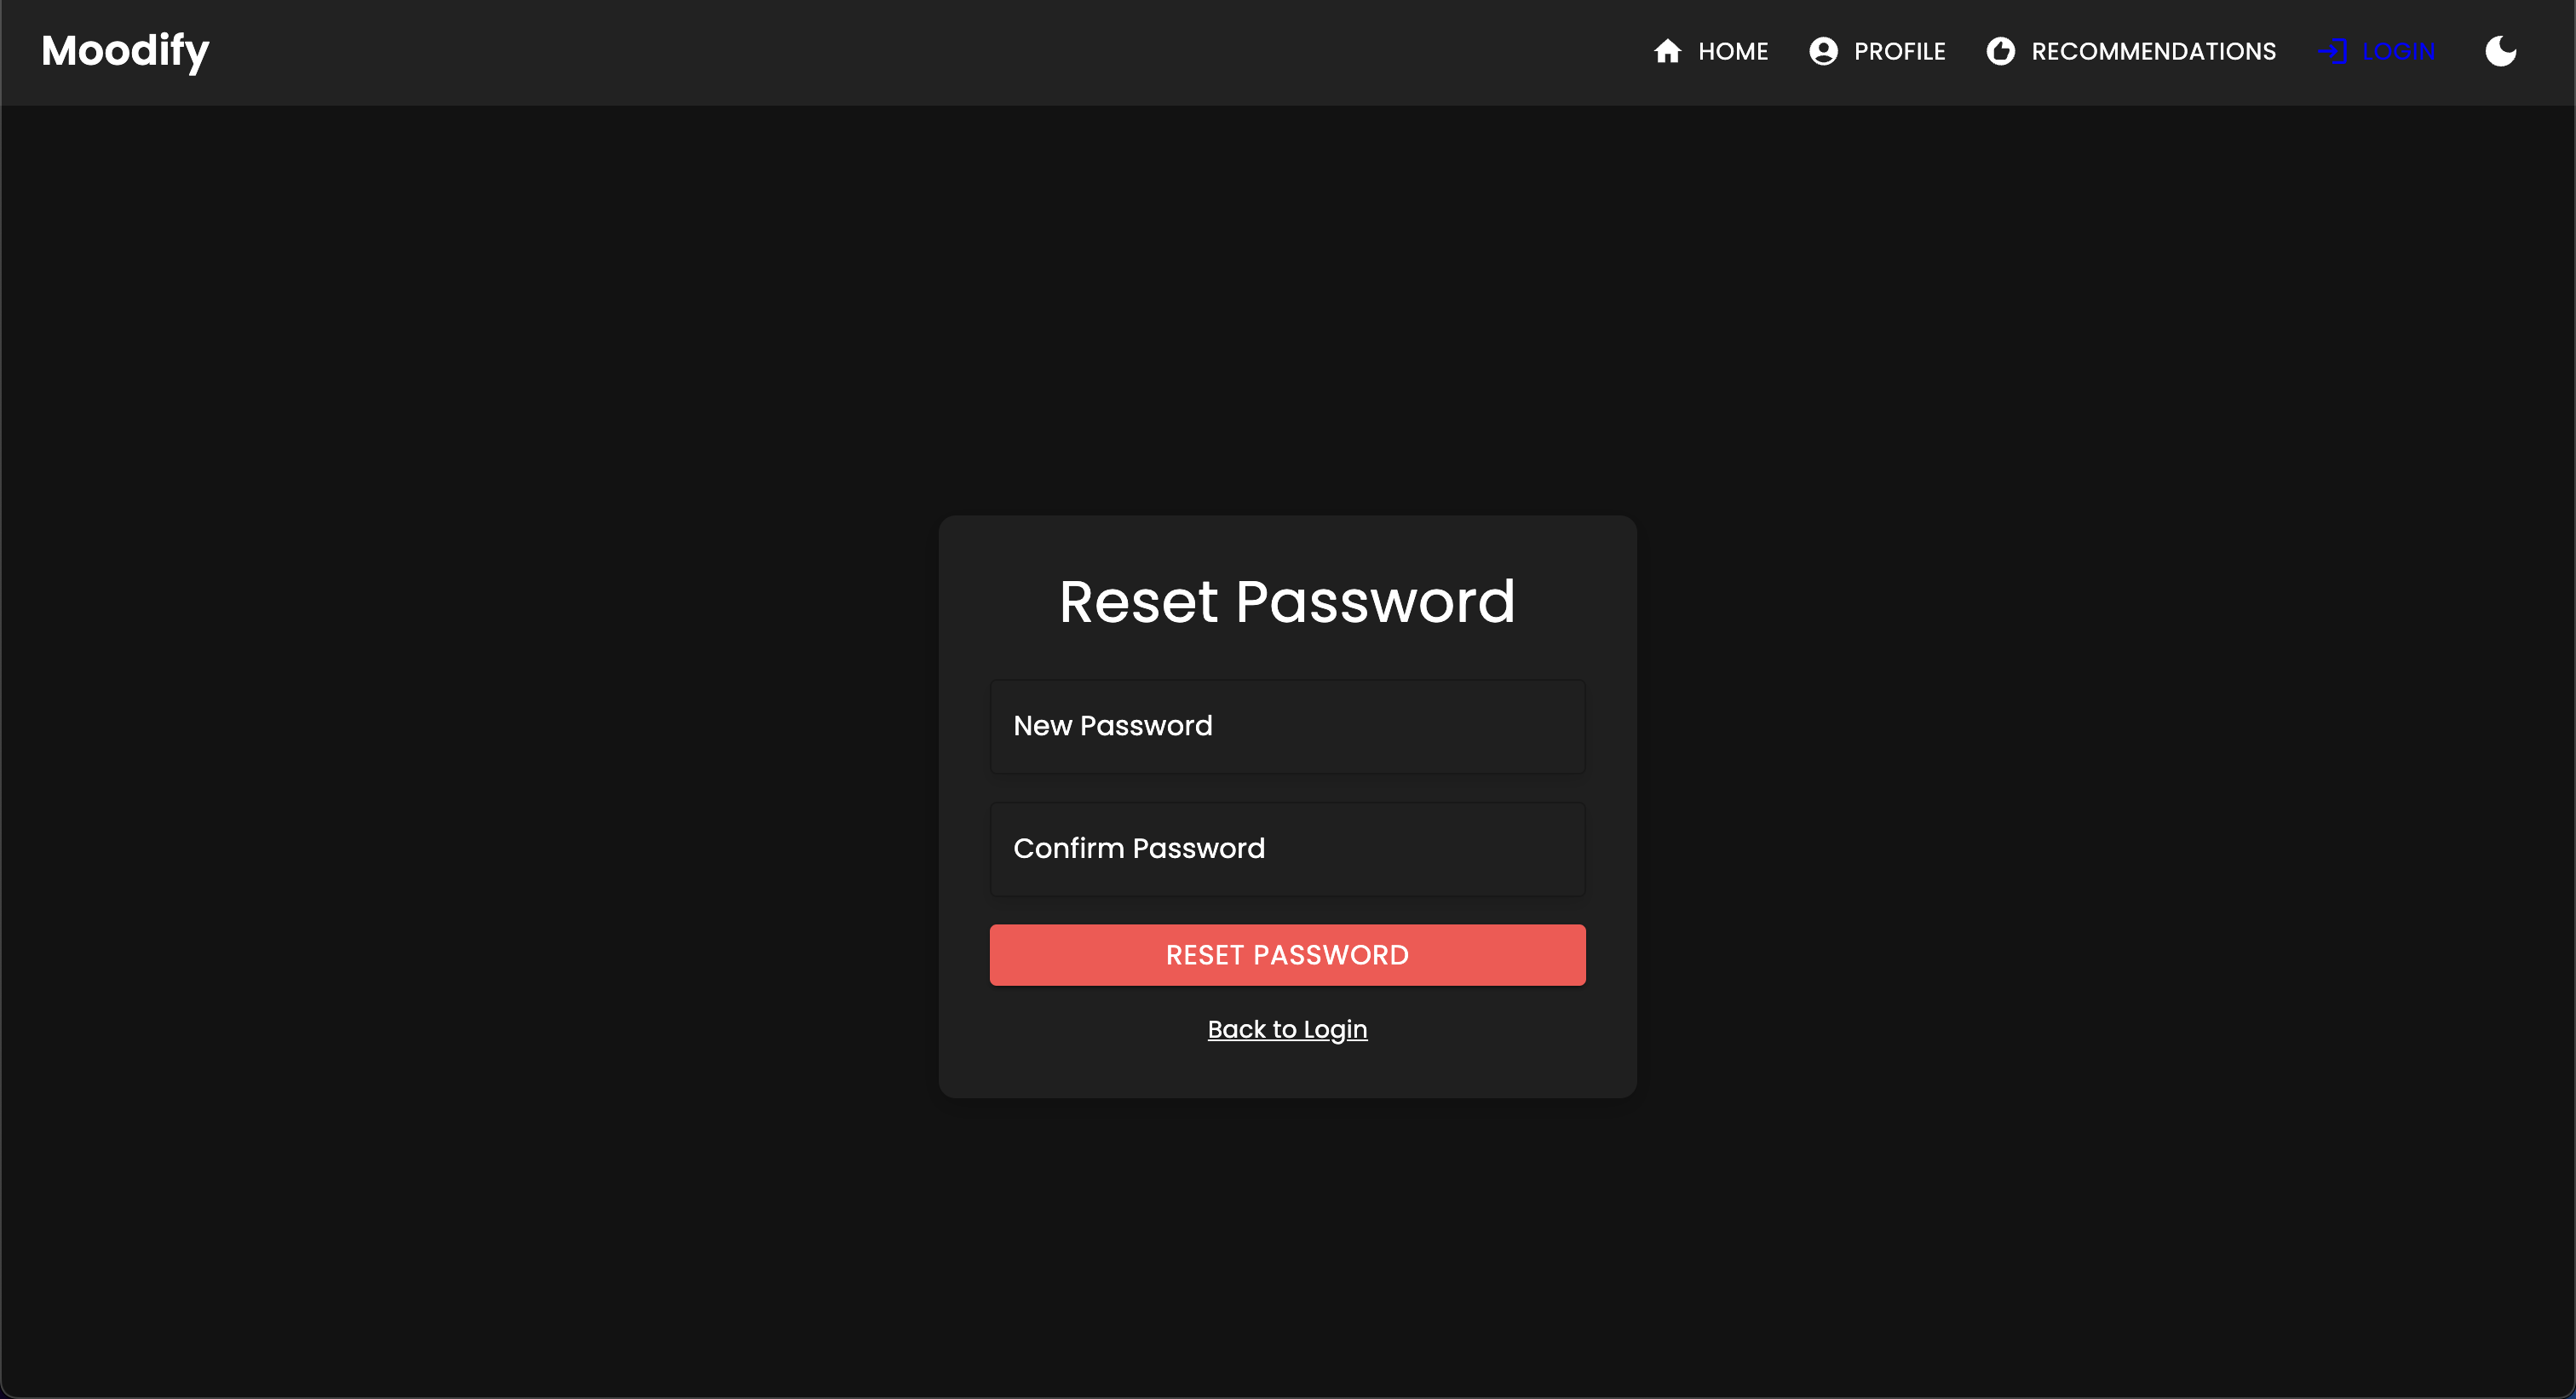 Moodify
HOME PROFILE RECOMMENDATIONS LOGIN
Reset Password
New Password
Confirm Password
RESET PASSWORD
Back to Login